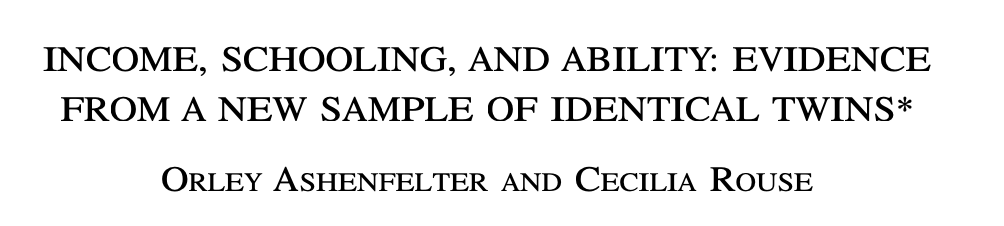 INCOME, SCHOOLING, AND ABILITY: EVIDENCE
FROM A NEW SAMPLE OF IDENTICAL TWINS*
ORLEY ASHENFELTER AND CECILIA ROUSE